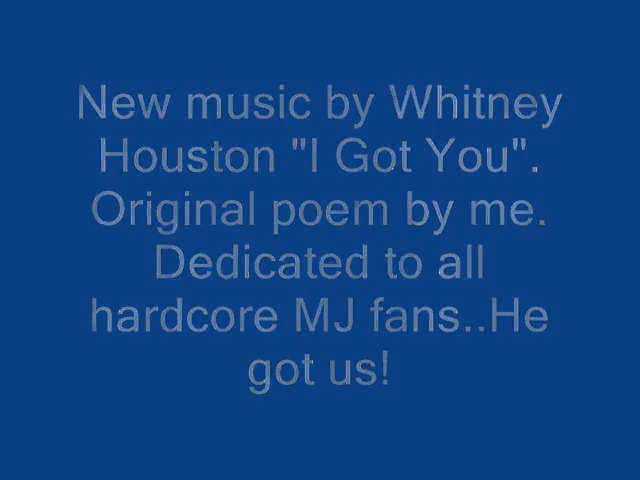 New music by Whitney
Houston "I Got You".
Original poem by me.
Dedicated to all
hardcore MJ fans..He
got us!